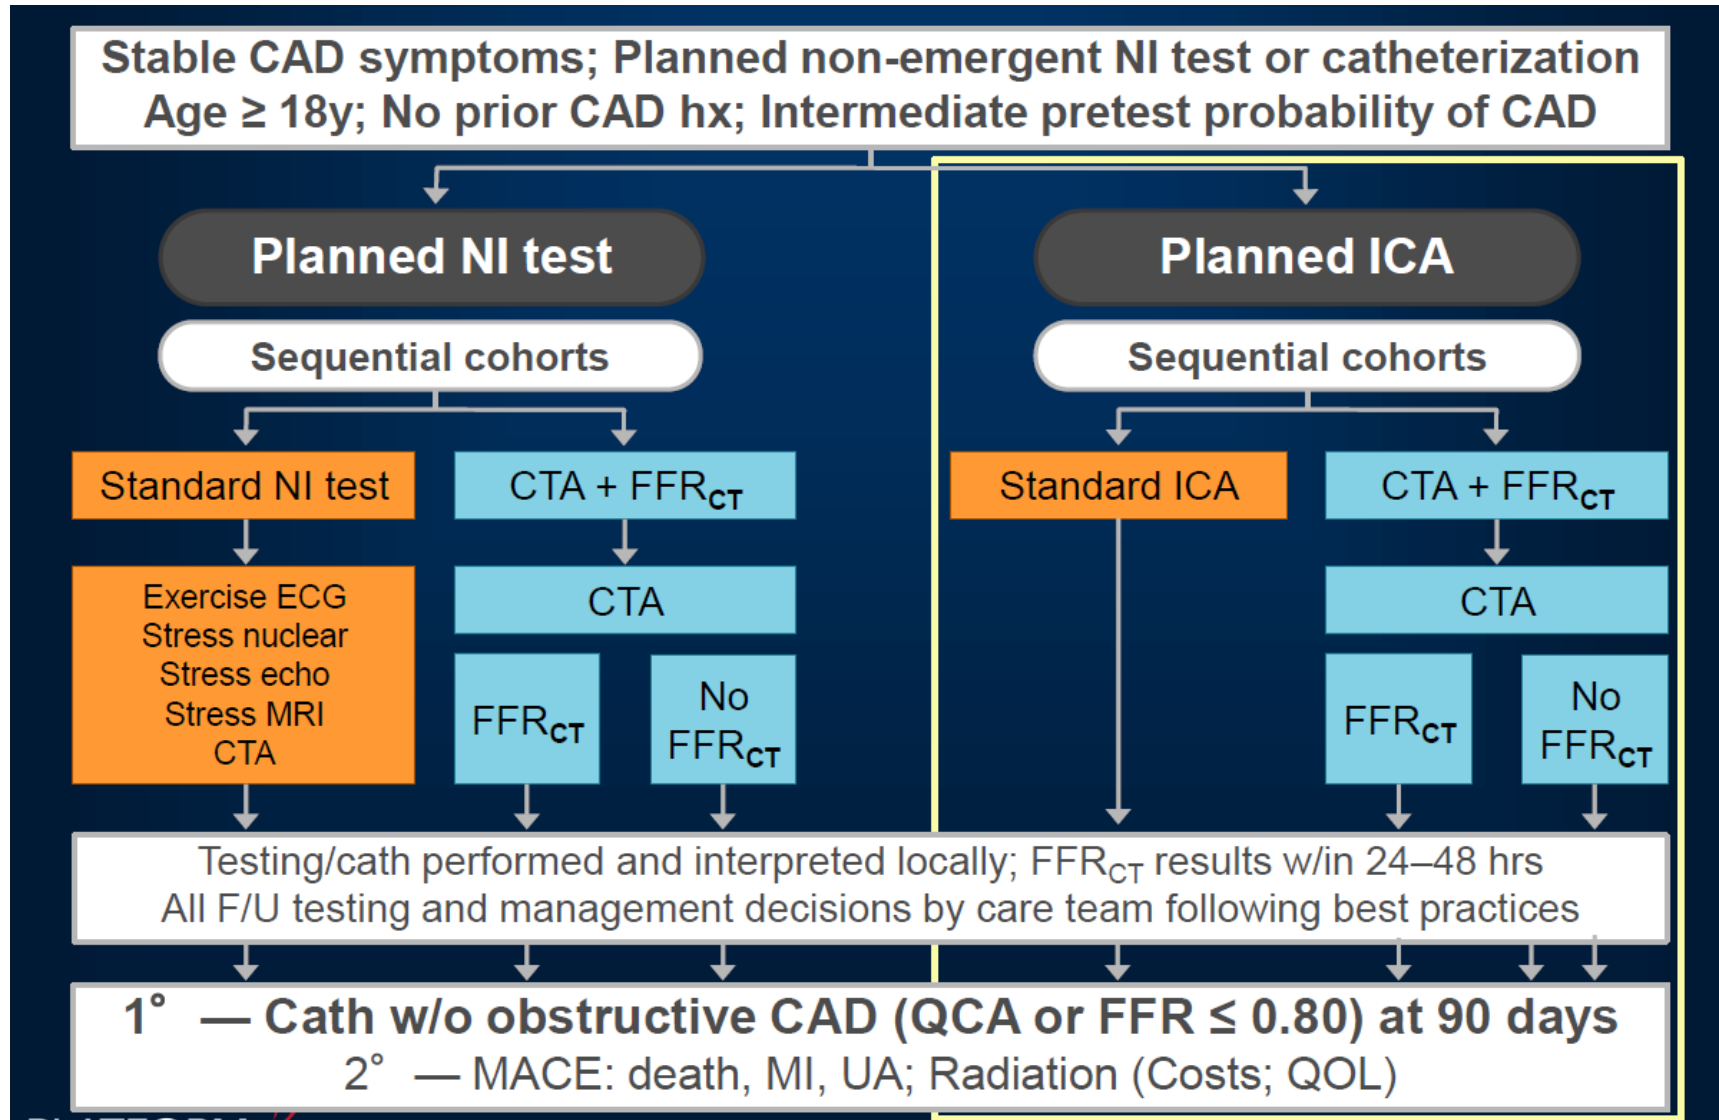 Stable CAD symptoms; Planned non-emergent NI test or catheterization
Age ≥ 18y; No prior CAD hx; Intermediate pretest probability of CAD
Planned NI test
Planned ICA
Sequential cohorts
Sequential cohorts
Standard NI test
CTA + FFRCT
Standard ICA
CTA + FFRCT
Exercise ECG
Stress nuclear
Stress echo
Stress MRI
CTA
CTA
FFRCT
No
FFRCT
CTA
FFRCT
No
FFRCT
Testing/cath performed and interpreted locally; FFRCT results w/in 24–48 hrs
All F/U testing and management decisions by care team following best practices
1° — Cath w/o obstructive CAD (QCA or FFR ≤ 0.80) at 90 days
2° — MACE: death, MI, UA; Radiation (Costs; QOL)